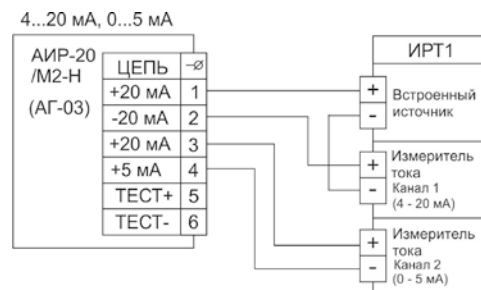 4...20 мА, 0...5 мА
АИР-20
/М2-Н
(АГ-03)
ЦЕПЬ
+20 мА 1
-20 мА 2
+20 мА 3
+5 мА 4
ТЕСТ+ 5
ТЕСТ- 6
ИРТ1
+
-
Встроенный
источник
+
-
Измеритель
тока
Канал 1
(4 - 20 мА)
+
-
Измеритель
тока
Канал 2
(0 - 5 мА)